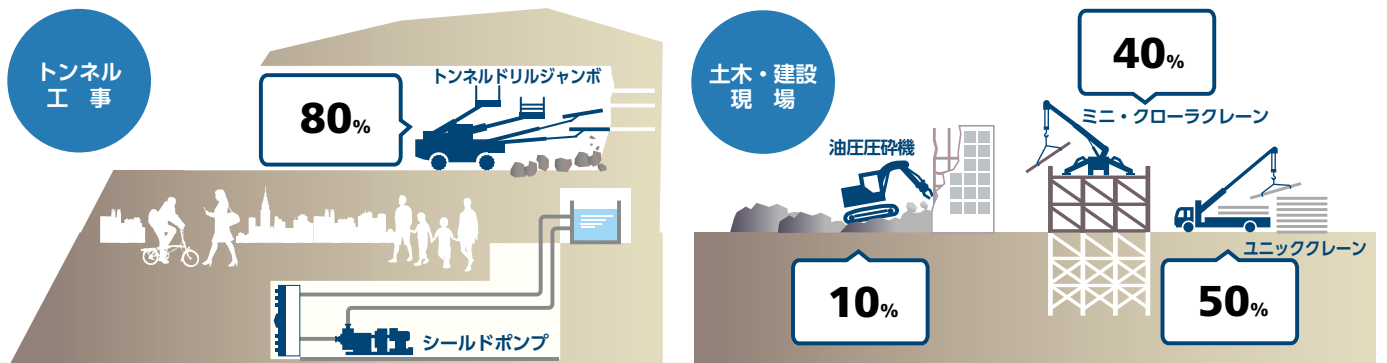 トンネル
工　事
トンネルドリルジャンボ
80%
シールドポンプ
土木・建設
現　場
40%
ミニ・クローラクレーン
油圧圧砕機
ユニッククレーン
10%
50%